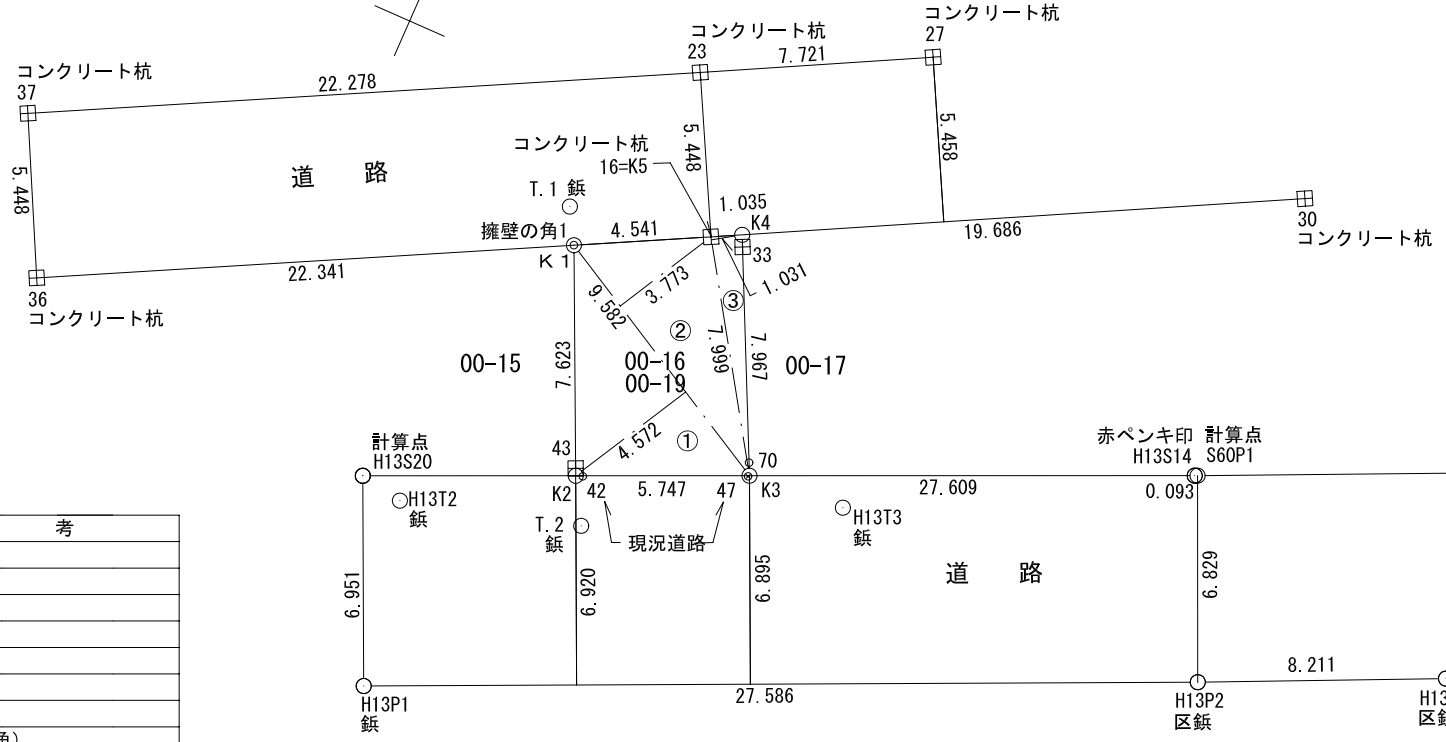 コンクリート杭
27
コンクリート杭
23
7.721
コンクリート杭
37
22.278
5.448
道 路
5.448
5.458
コンクリート杭
16=K5
T.1 鋲
1.035
擁壁の角1
4.541
K4
19.686
30
コンクリート杭
K1
33
22.341
36
コンクリート杭
3.773
1.031
9.582
③
②
7.623
7.999
7.967
00-15
00-16
00-19
00-17
4.572
①
計算点
H13S20
43
70
赤ペンキ印 計算点
H13S14 S60P1
K2
42
5.747
47
K3
27.609
0.093
H13T2
鋲
T.2
鋲
現況道路
H13T3
鋲
考
道 路
6.951
6.920
6.895
6.829
8.211
H13P1
鋲
27.586
H13P2
区鋲
H13